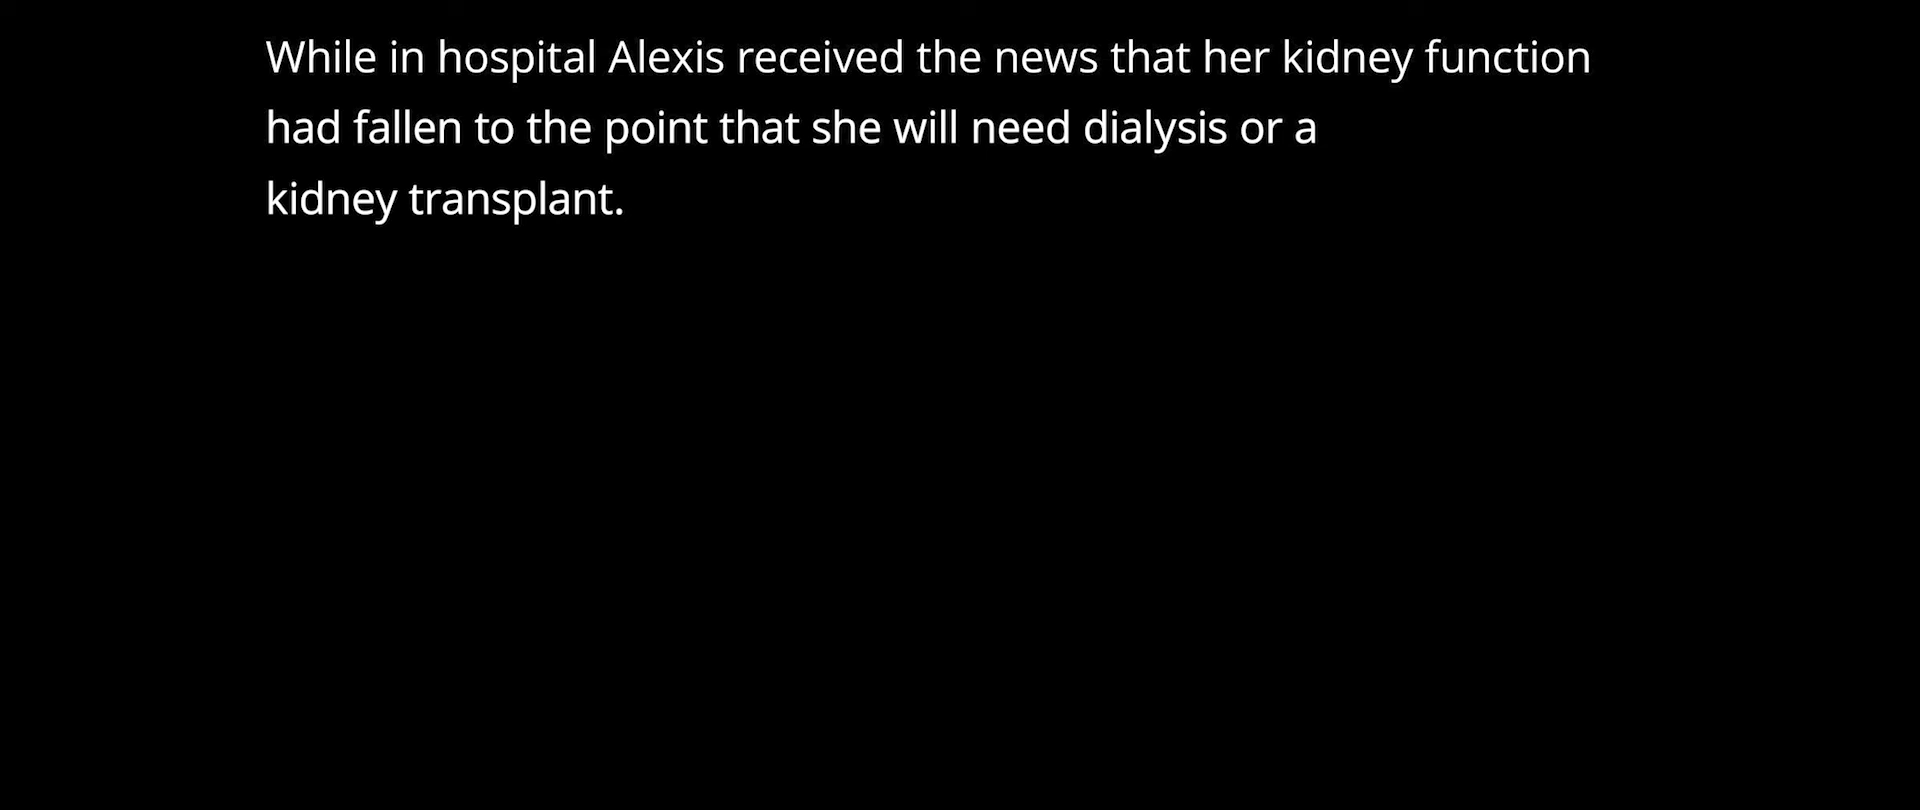 While in hospital Alexis received the news that her kidney function
had fallen to the point that she will need dialysis or a
kidney transplant.